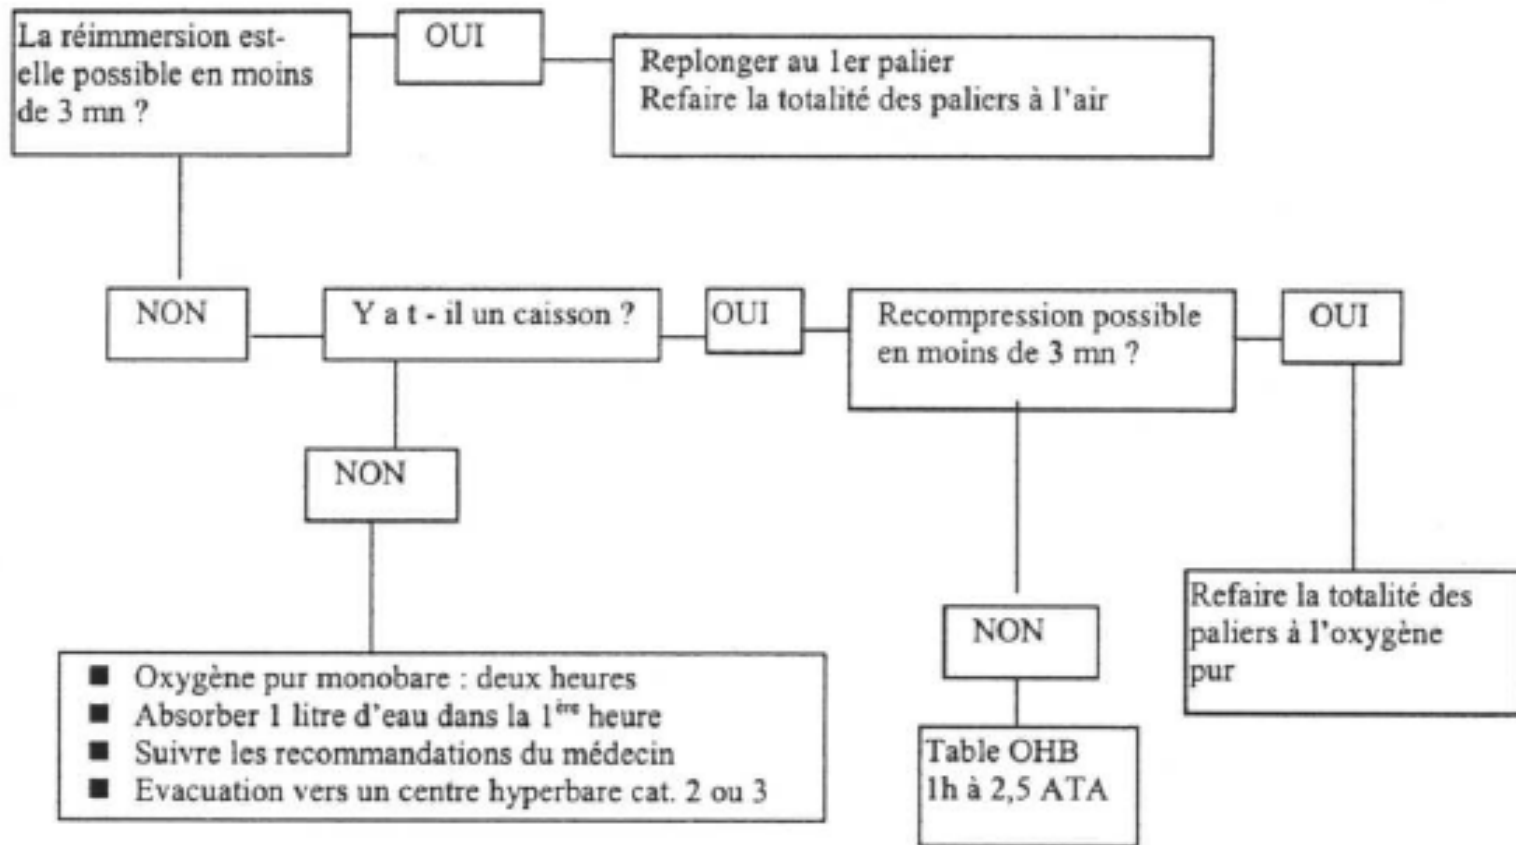 La réimmersion est-
elle possible en moins
de 3 mn ?
OUI
Replonger au 1er palier
Refaire la totalité des paliers à l'air
NON
Y a t - il un caisson ?
OUI
Recompression possible
en moins de 3 mn ?
OUI
NON
NON
Refaire la totalité des
paliers à l'oxygène
pur
■ Oxygène pur monobare : deux heures
■ Absorber 1 litre d'eau dans la 1ère heure
■ Suivre les recommandations du médecin
■ Evacuation vers un centre hyperbare cat. 2 ou 3
Table OHB
1h à 2,5 ATA